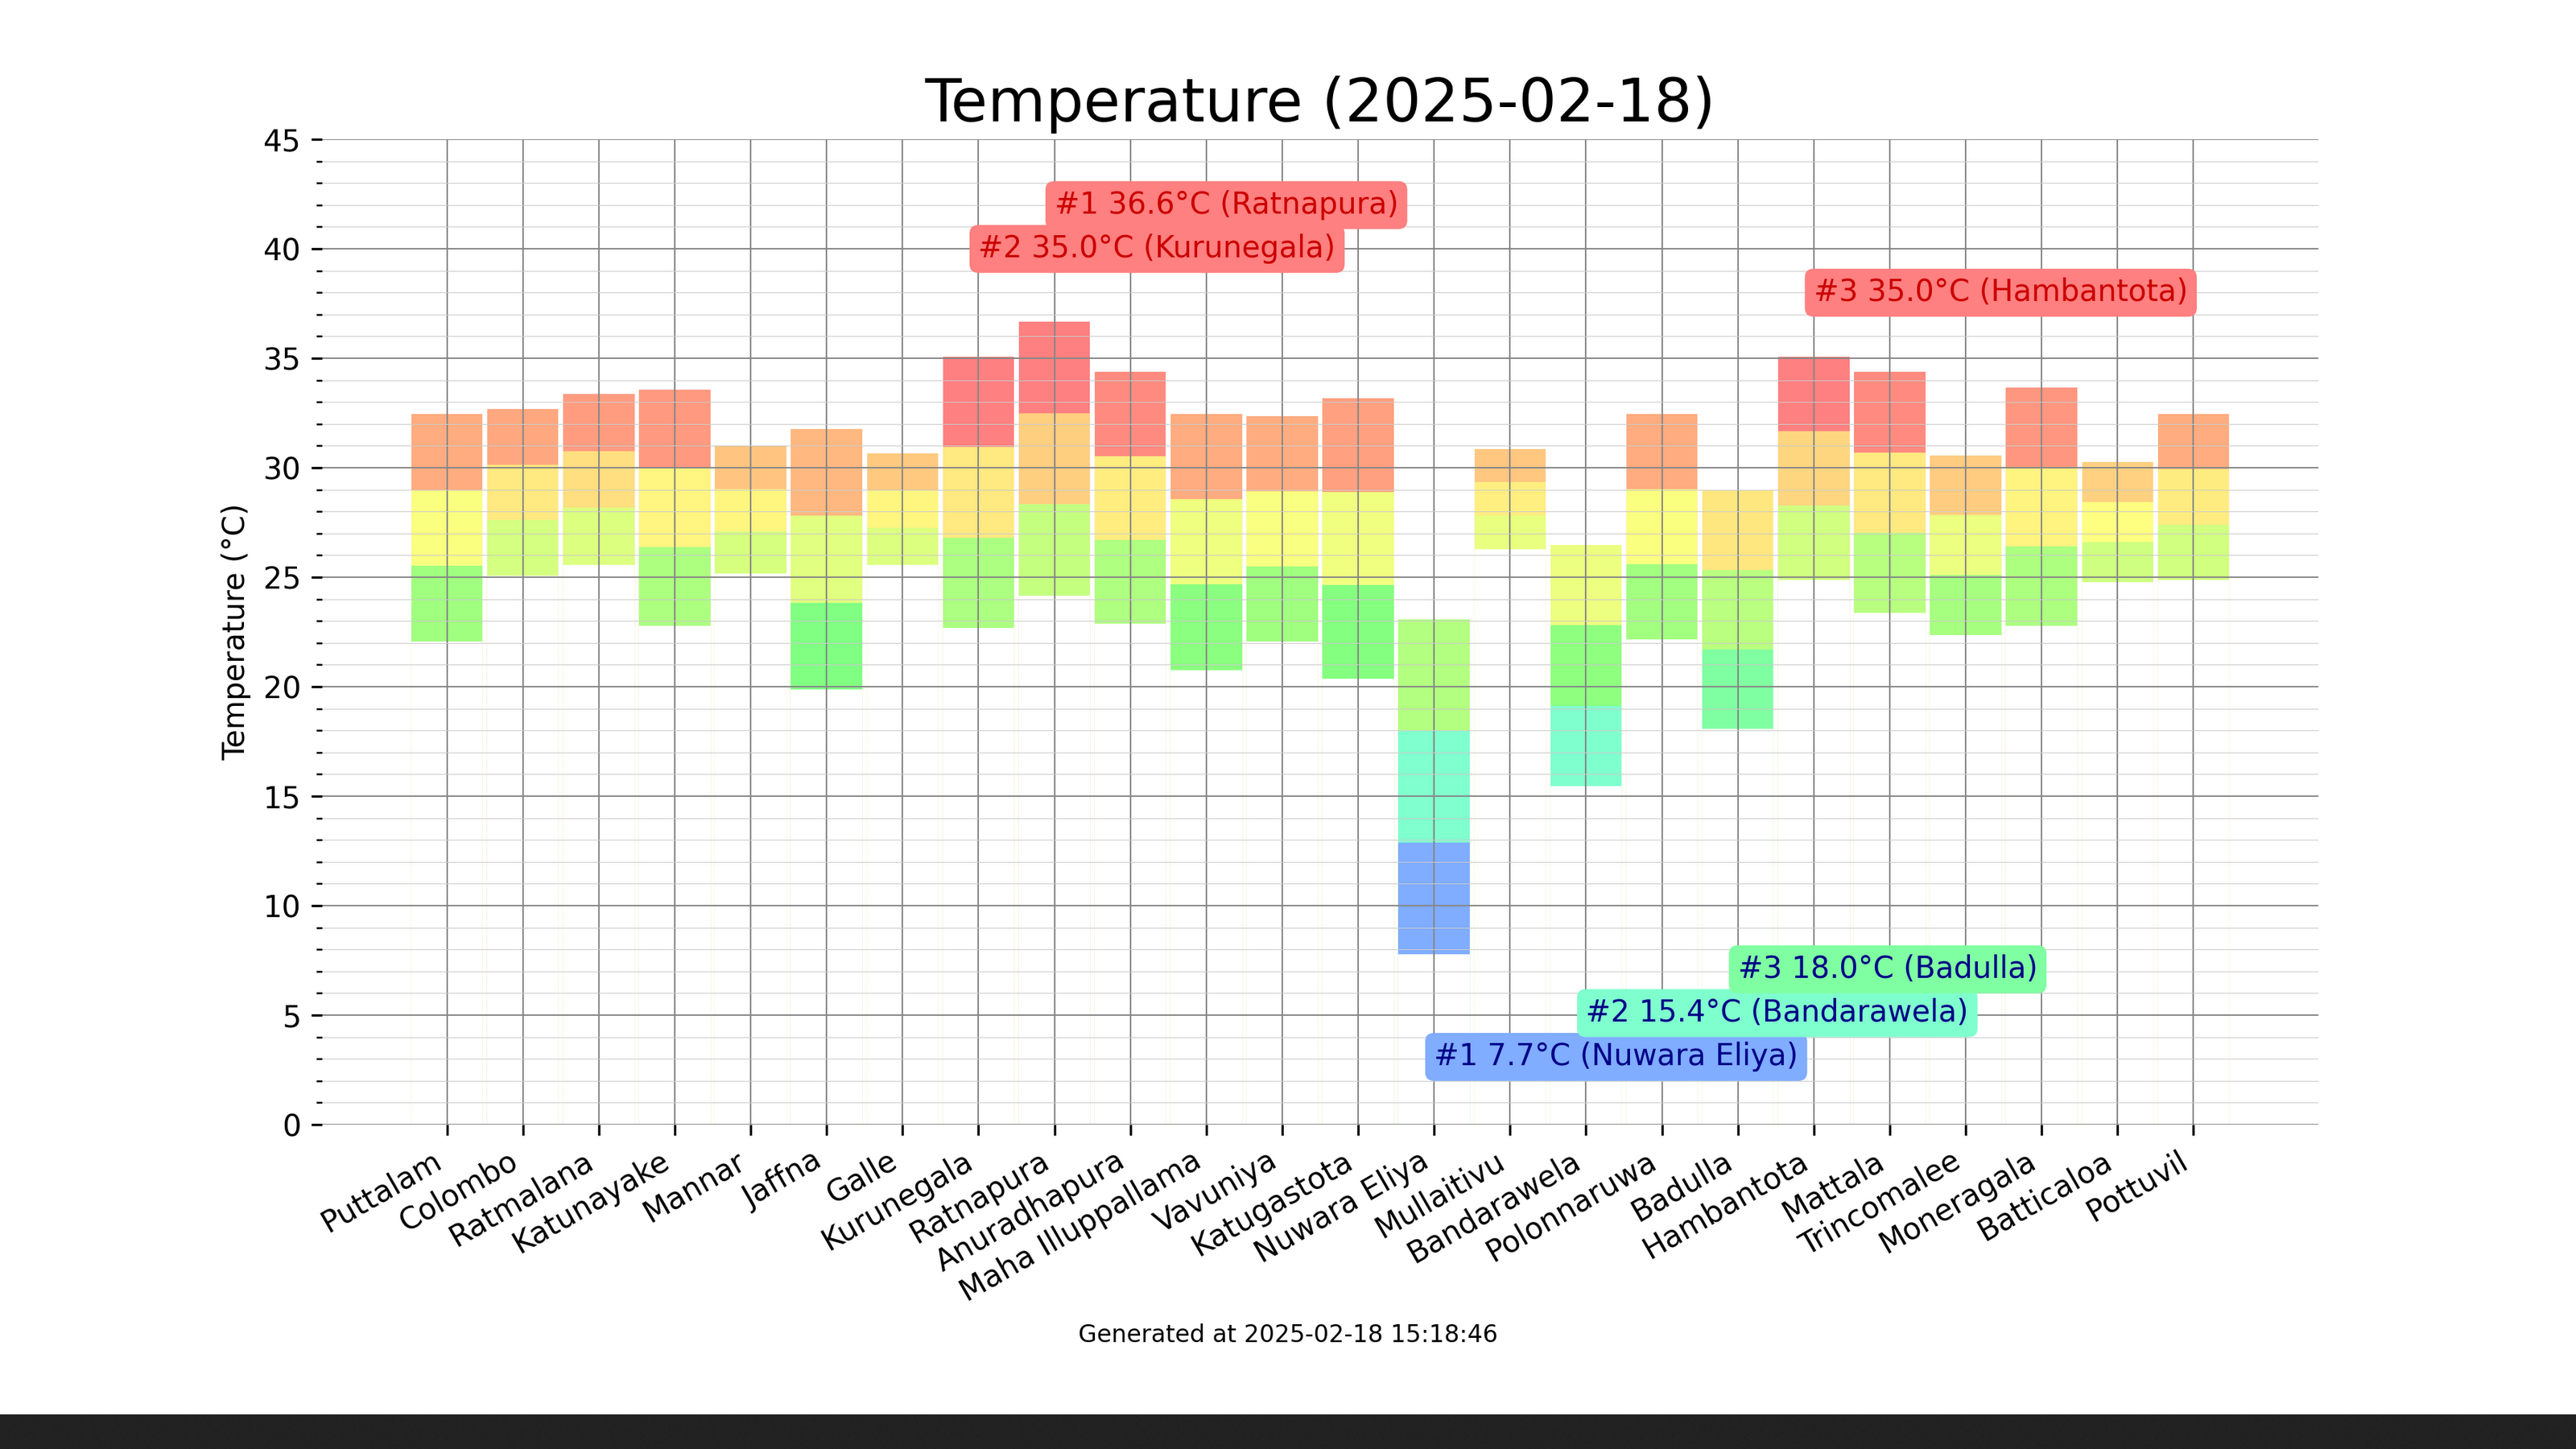 Temperature (2025-02-18)
Temperature (°C)
45
40
35
30
25
20
15
10
5
0
#1 36.6°C (Ratnapura)
#2 35.0°C (Kurunegala)
#3 35.0°C (Hambantota)
#3 18.0°C (Badulla)
#2 15.4°C (Bandarawela)
#1 7.7°C (Nuwara Eliya)
Puttalam
Colombo
Ratmalana
Katunayake
Mannar
Jaffna
Galle
Kurunegala
Ratnapura
Anuradhapura
Maha Illuppallama
Vavuniya
Katugastota
Nuwara Eliya
Mullaitivu
Bandarawela
Polonnaruwa
Badulla
Hambantota
Mattala
Trincomalee
Moneragala
Batticaloa
Pottuvil
Generated at 2025-02-18 15:18:46